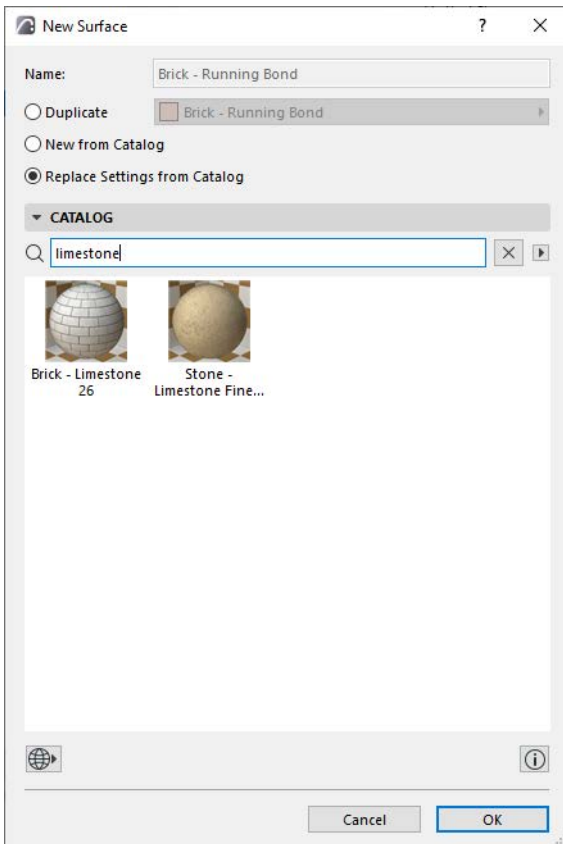 New Surface
?
Name:
Brick - Running Bond
Duplicate
Brick - Running Bond
New from Catalog
Replace Settings from Catalog
CATALOG
limestone
Brick - Limestone
26
Stone -
Limestone Fine...
Cancel
OK